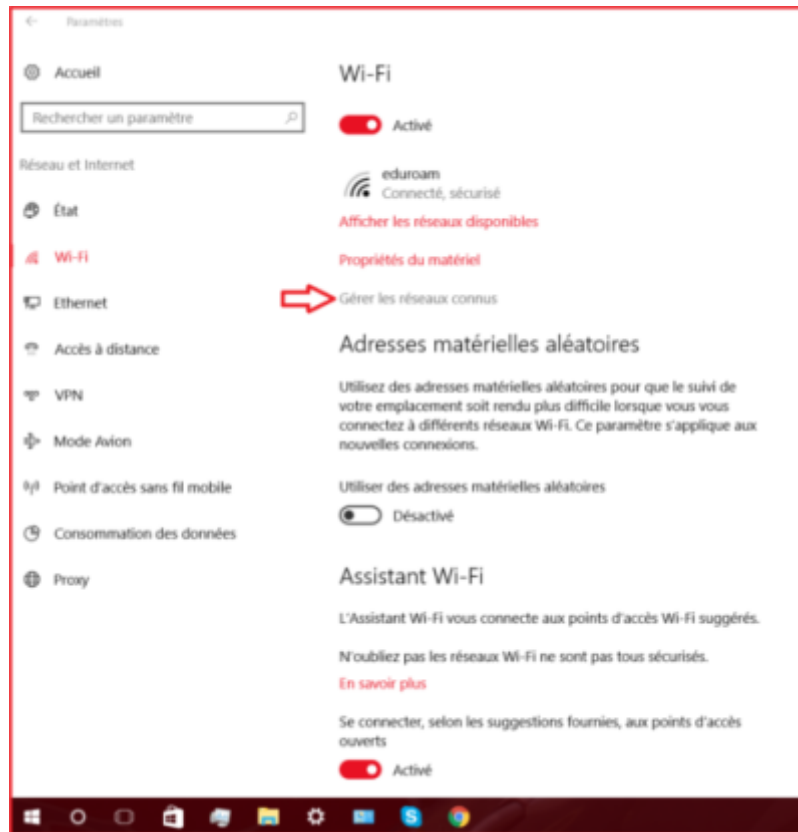 Paramètres
Accueil
Rechercher un paramètre
Réseau et Internet
État
Wi-Fi
Ethernet
Accès à distance
VPN
Mode Avion
Point d'accès sans fil mobile
Consommation des données
Proxy
Wi-Fi
Activé
eduroam
Connecté, sécurisé
Afficher les réseaux disponibles
Propriétés du matériel
Gérer les réseaux connus
Adresses matérielles aléatoires
Utilisez des adresses matérielles aléatoires pour que le suivi de
votre emplacement soit rendu plus difficile lorsque vous vous
connectez à différents réseaux Wi-Fi. Ce paramètre s'applique aux
nouvelles connexions.
Utiliser des adresses matérielles aléatoires
Désactivé
Assistant Wi-Fi
L'Assistant Wi-Fi vous connecte aux points d'accès Wi-Fi suggérés.
N'oubliez pas les réseaux Wi-Fi ne sont pas tous sécurisés.
En savoir plus
Se connecter, selon les suggestions fournies, aux points d'accès
ouverts
Activé